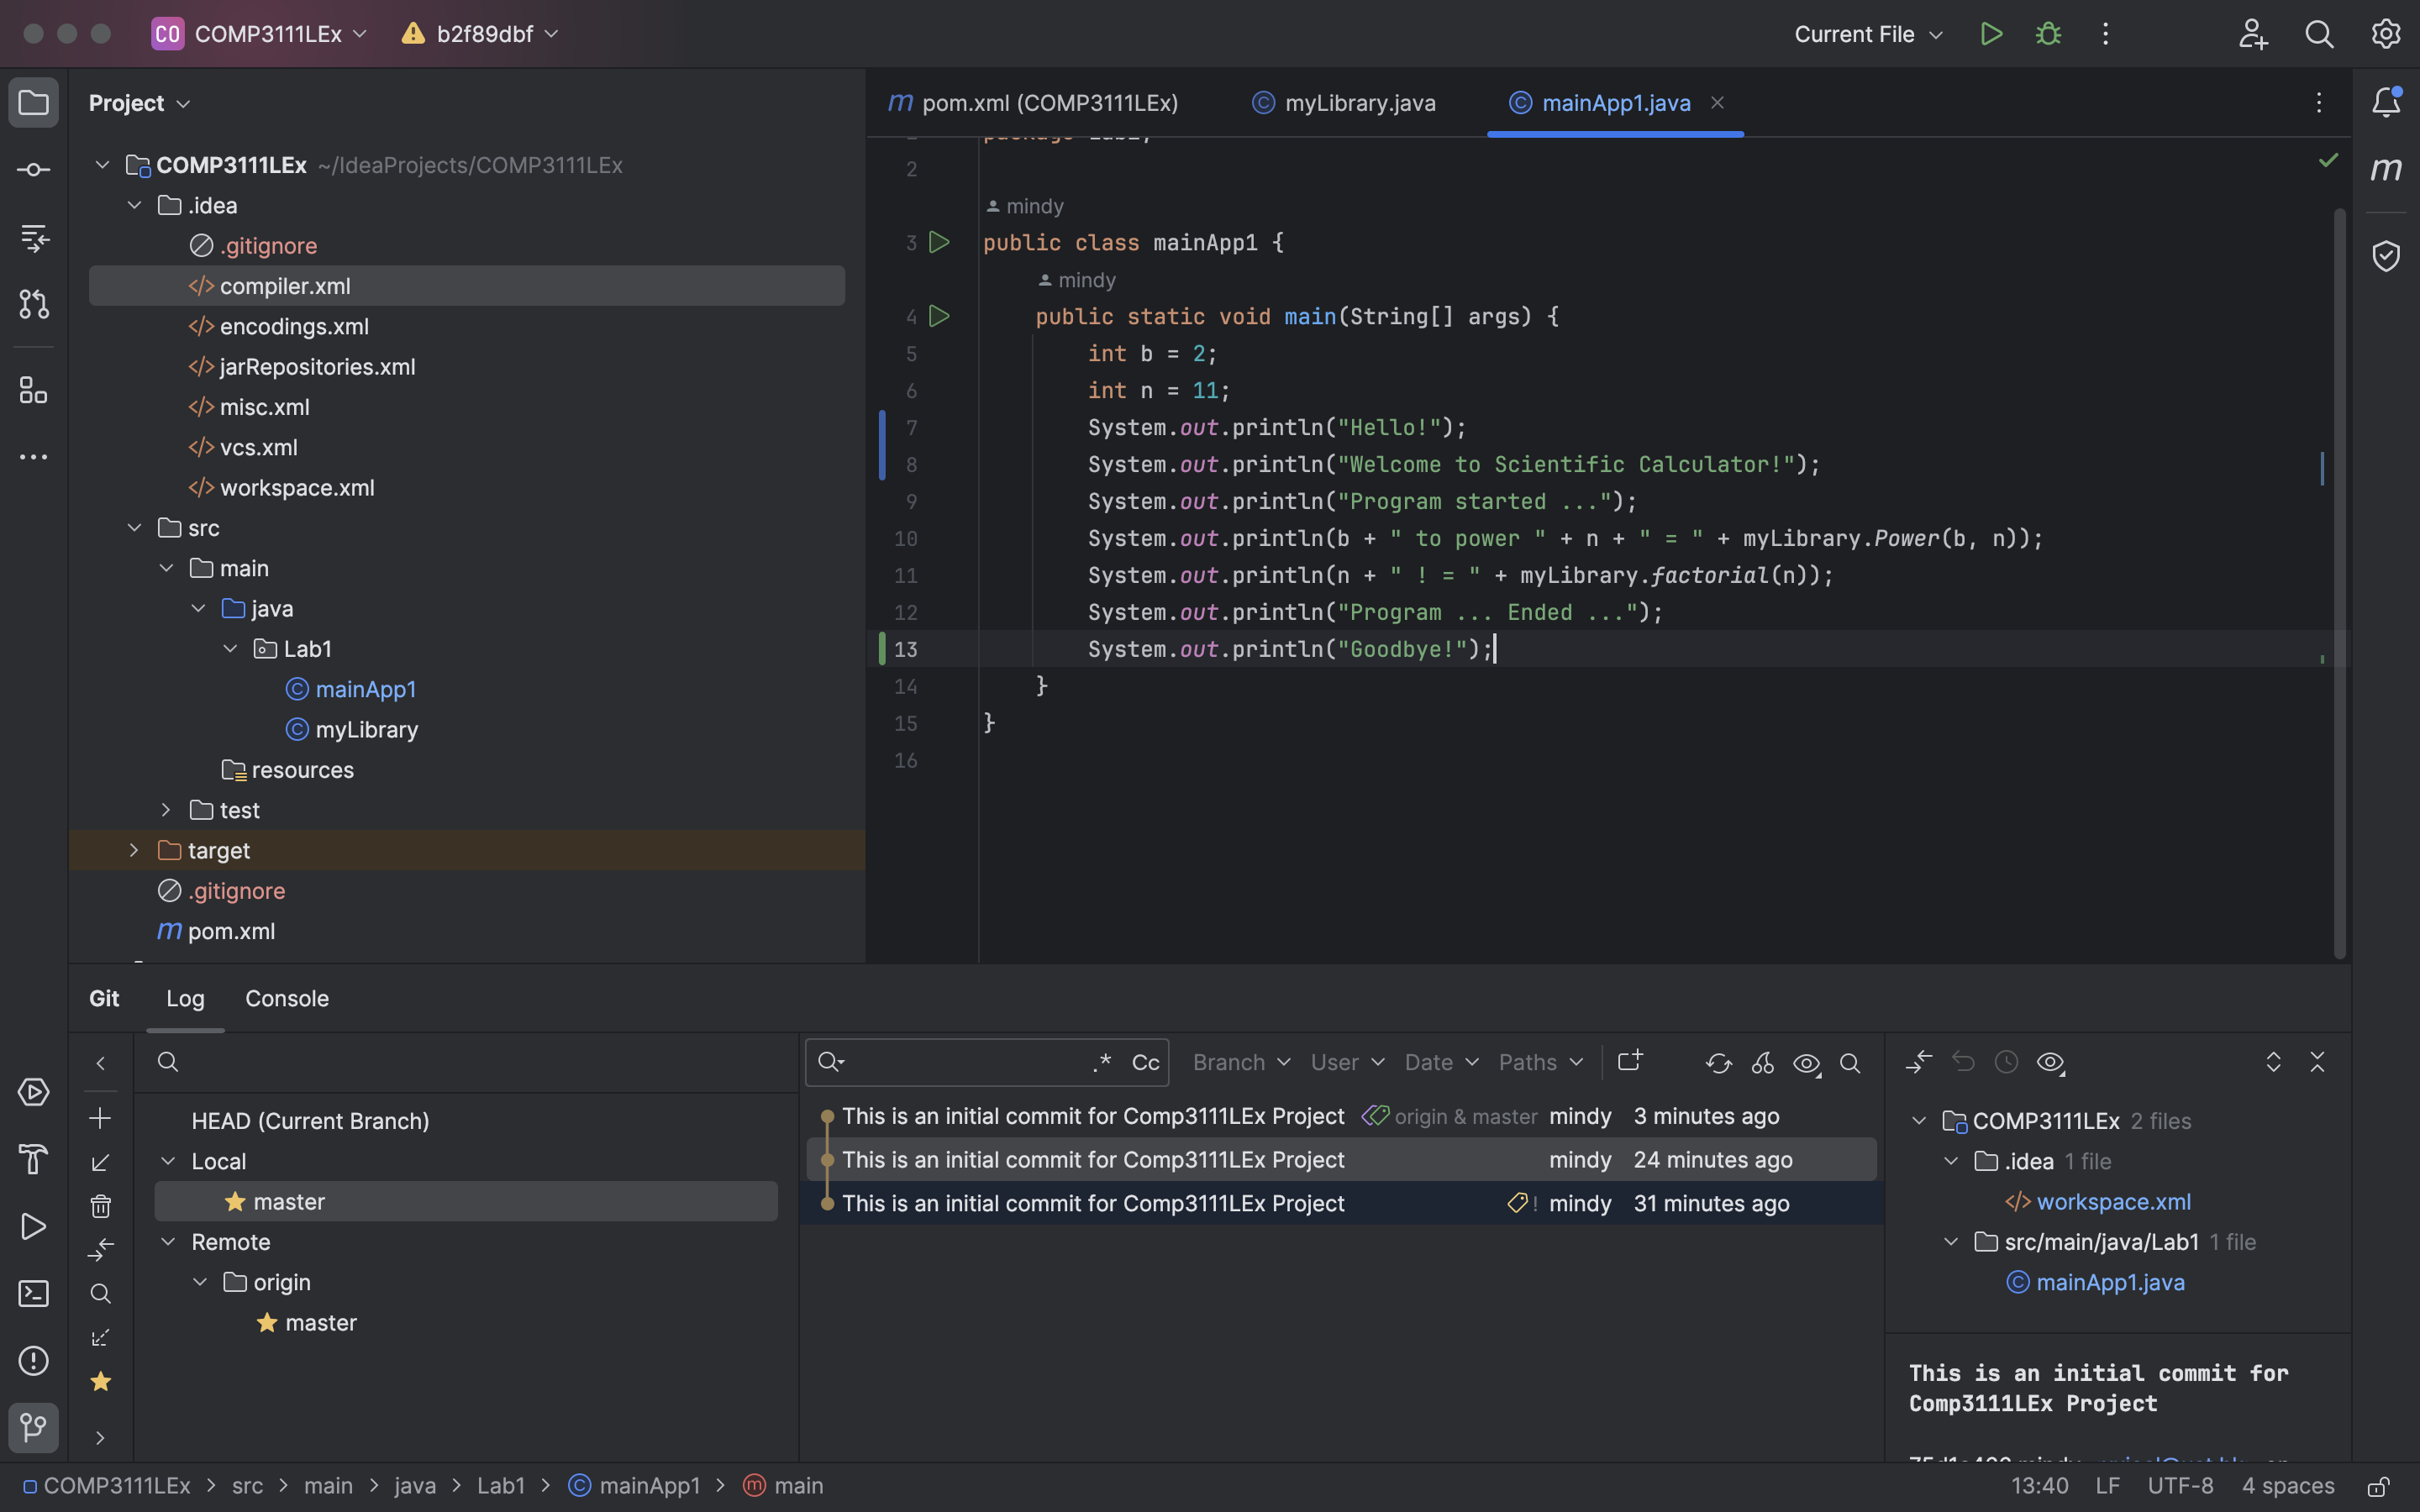 CO COMP3111LEx b2f89dbf Current File
Project
COMP3111LEx ~/IdeaProjects/COMP3111LEx
.idea
.gitignore
compiler.xml
encodings.xml
jarRepositories.xml
misc.xml
vcs.xml
workspace.xml
src
main
java
Lab1
mainApp1
myLibrary
resources
test
target
.gitignore
pom.xml
pom.xml (COMP3111LEx) myLibrary.java mainApp1.java
2
mindy
3 public class mainApp1 {
mindy
4 public static void main(String[] args) {
5 int b = 2;
6 int n = 11;
7 System.out.println("Hello!");
8 System.out.println("Welcome to Scientific Calculator!");
9 System.out.println("Program started ...");
10 System.out.println(b + " to power " + n + " = " + myLibrary.Power(b, n));
11 System.out.println(n + " ! = " + myLibrary.factorial(n));
12 System.out.println("Program ... Ended ...");
13 System.out.println("Goodbye!");
14 }
15 }
16
Git Log Console
HEAD (Current Branch)
Local
master
Remote
origin
master
.* Cc Branch User Date Paths
This is an initial commit for Comp3111LEx Project origin & master mindy 3 minutes ago
This is an initial commit for Comp3111LEx Project mindy 24 minutes ago
This is an initial commit for Comp3111LEx Project ! mindy 31 minutes ago
COMP3111LEx 2 files
.idea 1 file
workspace.xml
src/main/java/Lab1 1 file
mainApp1.java
This is an initial commit for
Comp3111LEx Project
COMP3111LEx > src > main > java > Lab1 > mainApp1 > main
13:40 LF UTF-8 4 spaces